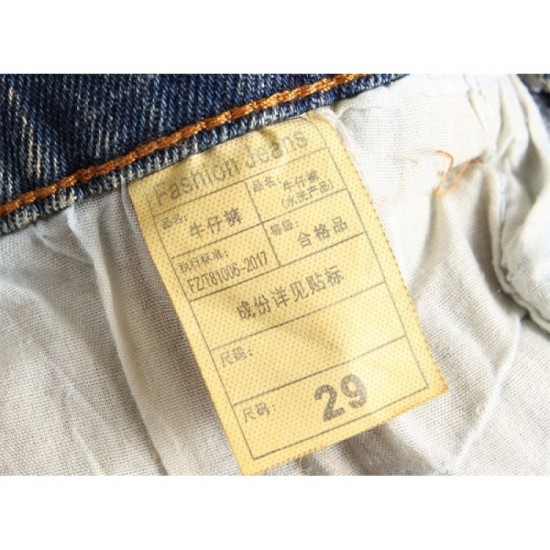 Fashion Jeans
品名: 牛仔裤 品名: 牛仔裤
(水洗产品)
执行标准: 等级: 合格品
FZ/T81006-2017
成份详见贴标
尺码:
尺码: 29